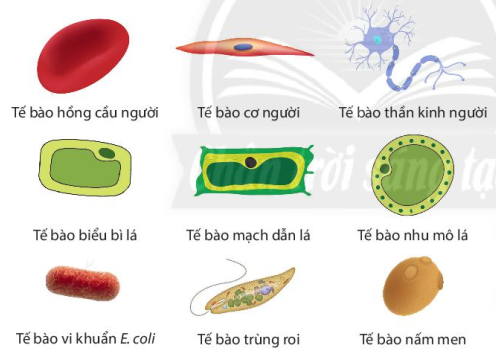 Tế bào hồng cầu người
Tế bào cơ người
Tế bào thần kinh người
Tế bào biểu bì lá
Tế bào mạch dẫn lá
Tế bào nhu mô lá
Tế bào vi khuẩn E. coli
Tế bào trùng roi
Tế bào nấm men